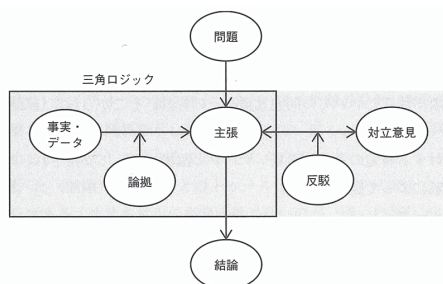 問題
三角ロジック
事実・
データ
主張
対立意見
論拠
反駁
結論